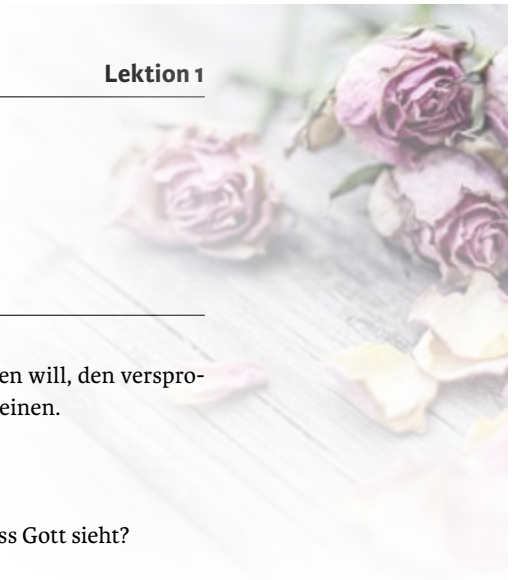 Lektion 1
en will, den verspro-
einen.
ss Gott sieht?